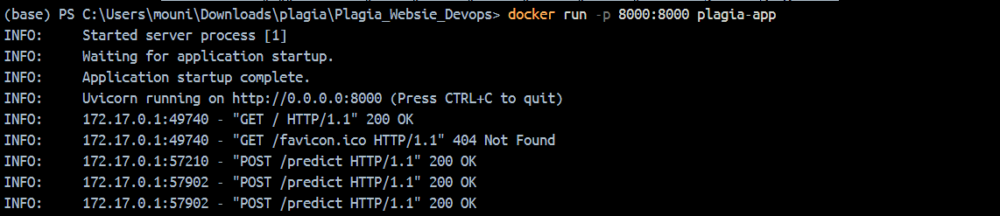 (base) PS C:\Users\mouni\Downloads\plagia\Plagia_Websie_Devops> docker run -p 8000:8000 plagia-app
INFO:     Started server process [1]
INFO:     Waiting for application startup.
INFO:     Application startup complete.
INFO:     Uvicorn running on http://0.0.0.0:8000 (Press CTRL+C to quit)
INFO:     172.17.0.1:49740 - "GET / HTTP/1.1" 200 OK
INFO:     172.17.0.1:49740 - "GET /favicon.ico HTTP/1.1" 404 Not Found
INFO:     172.17.0.1:57210 - "POST /predict HTTP/1.1" 200 OK
INFO:     172.17.0.1:57902 - "POST /predict HTTP/1.1" 200 OK
INFO:     172.17.0.1:57902 - "POST /predict HTTP/1.1" 200 OK